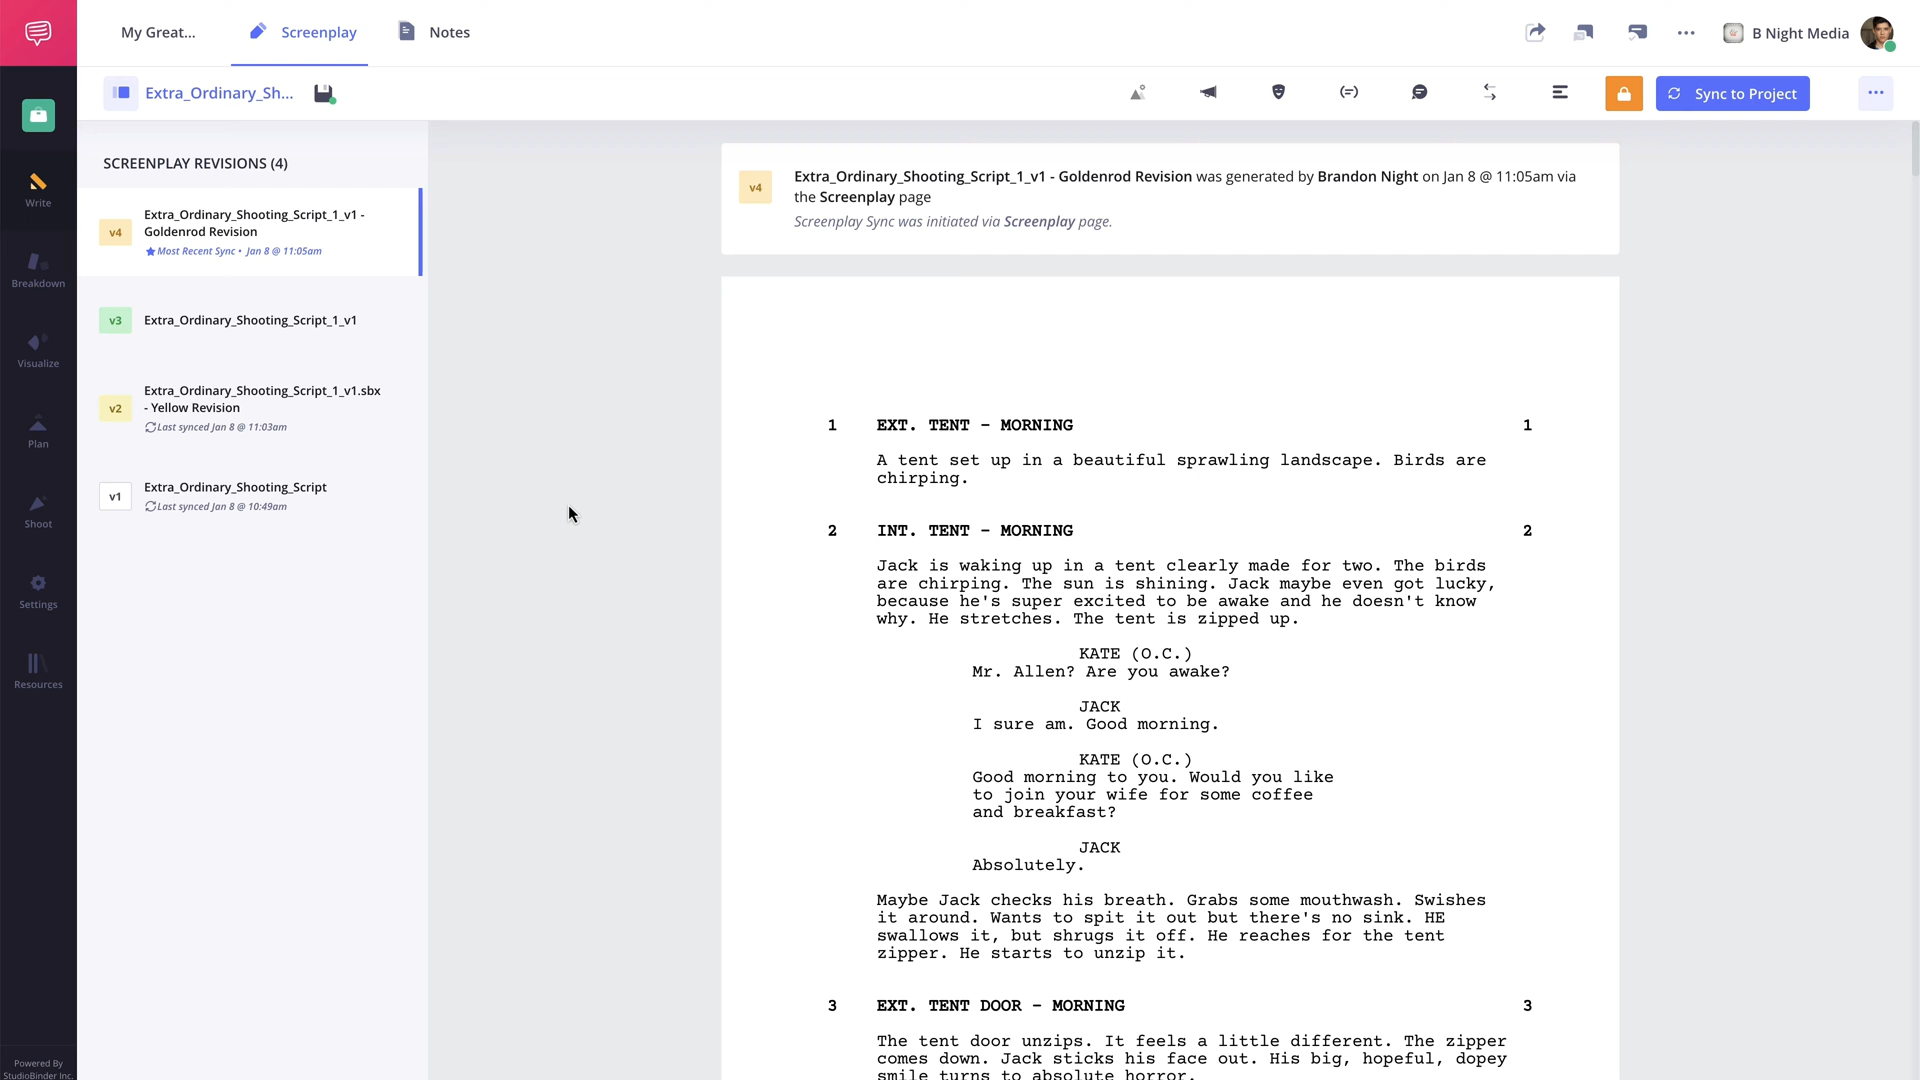 My Great...
Screenplay
Notes
B Night Media
Extra_Ordinary_Sh...
Sync to Project
Write
Breakdown
Visualize
Plan
Shoot
Settings
Resources
Powered By
StudioBinder Inc.
SCREENPLAY REVISIONS (4)
v4
Extra_Ordinary_Shooting_Script_1_v1 -
Goldenrod Revision
Most Recent Sync • Jan 8 @ 11:05am
v3
Extra_Ordinary_Shooting_Script_1_v1
v2
Extra_Ordinary_Shooting_Script_1_v1.sbx
- Yellow Revision
Last synced Jan 8 @ 11:03am
v1
Extra_Ordinary_Shooting_Script
Last synced Jan 8 @ 10:49am
v4
Extra_Ordinary_Shooting_Script_1_v1 - Goldenrod Revision was generated by Brandon Night on Jan 8 @ 11:05am via
the Screenplay page
Screenplay Sync was initiated via Screenplay page.
1 EXT. TENT - MORNING 1
A tent set up in a beautiful sprawling landscape. Birds are
chirping.
2 INT. TENT - MORNING 2
Jack is waking up in a tent clearly made for two. The birds
are chirping. The sun is shining. Jack maybe even got lucky,
because he's super excited to be awake and he doesn't know
why. He stretches. The tent is zipped up.
KATE (O.C.)
Mr. Allen? Are you awake?
JACK
I sure am. Good morning.
KATE (O.C.)
Good morning to you. Would you like
to join your wife for some coffee
and breakfast?
JACK
Absolutely.
Maybe Jack checks his breath. Grabs some mouthwash. Swishes
it around. Wants to spit it out but there's no sink. HE
swallows it, but shrugs it off. He reaches for the tent
zipper. He starts to unzip it.
3 EXT. TENT DOOR - MORNING 3
The tent door unzips. It feels a little different. The zipper
comes down. Jack sticks his face out. His big, hopeful, dopey
smile turns to absolute horror.